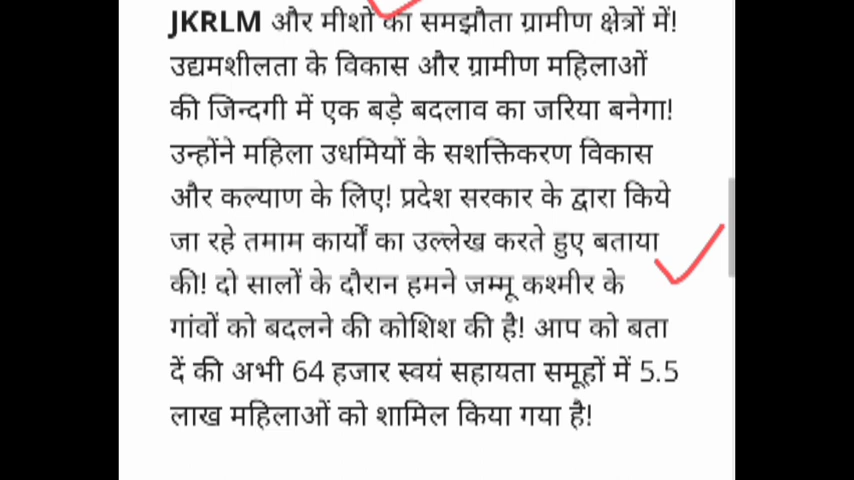 JKRLM और मीशों का समझौता ग्रामीण क्षेत्रों में!
उद्यमशीलता के विकास और ग्रामीण महिलाओं
की जिन्दगी में एक बड़े बदलाव का जरिया बनेगा!
उन्होंने महिला उधमियों के सशक्तिकरण विकास
और कल्याण के लिए! प्रदेश सरकार के द्वारा किये
जा रहे तमाम कार्यों का उल्लेख करते हुए बताया
की! दो सालों के दौरान हमने जम्मू कश्मीर के
गांवों को बदलने की कोशिश की है! आप को बता
दें की अभी 64 हजार स्वयं सहायता समूहों में 5.5
लाख महिलाओं को शामिल किया गया है!